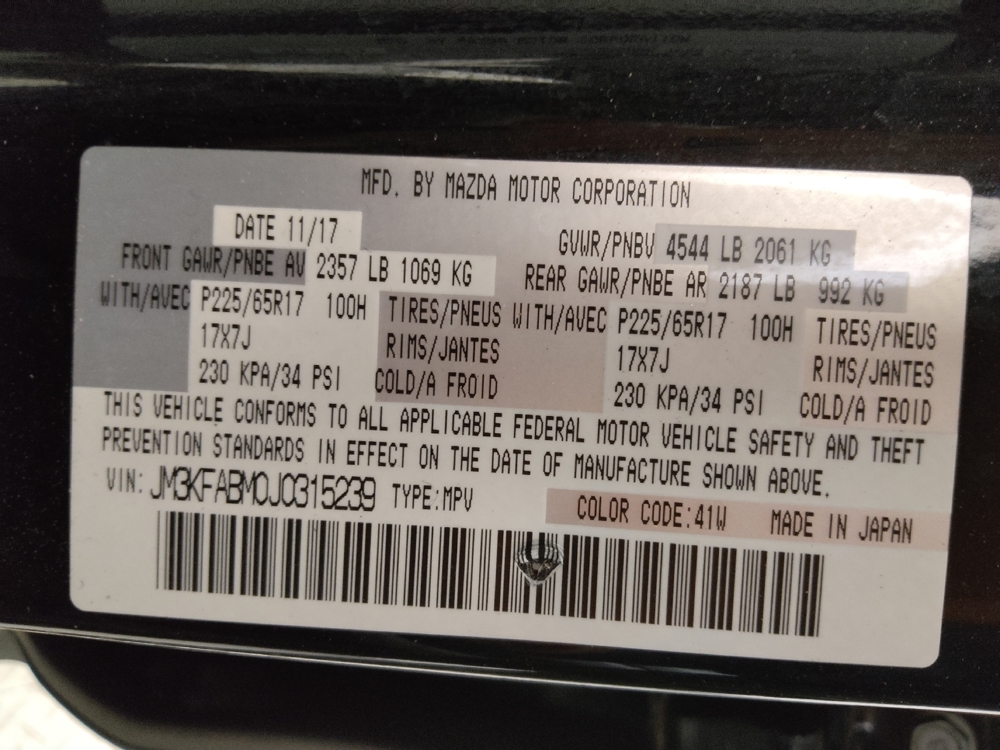 MFD. BY MAZDA MOTOR CORPORATION
DATE 11/17 GVWR/PNBV 4544 LB 2061 KG
FRONT GAWR/PNBE AV 2357 LB 1069 KG REAR GAWR/PNBE AR 2187 LB 992 KG
WITH/AVEC P225/65R17 100H TIRES/PNEUS WITH/AVEC P225/65R17 100H TIRES/PNEUS
17X7J RIMS/JANTES 17X7J RIMS/JANTES
230 KPA/34 PSI COLD/A FROID 230 KPA/34 PSI COLD/A FROID
THIS VEHICLE CONFORMS TO ALL APPLICABLE FEDERAL MOTOR VEHICLE SAFETY AND THEFT
PREVENTION STANDARDS IN EFFECT ON THE DATE OF MANUFACTURE SHOWN ABOVE.
VIN: JM3KFABM0J0315239 TYPE:MPV COLOR CODE:41W MADE IN JAPAN